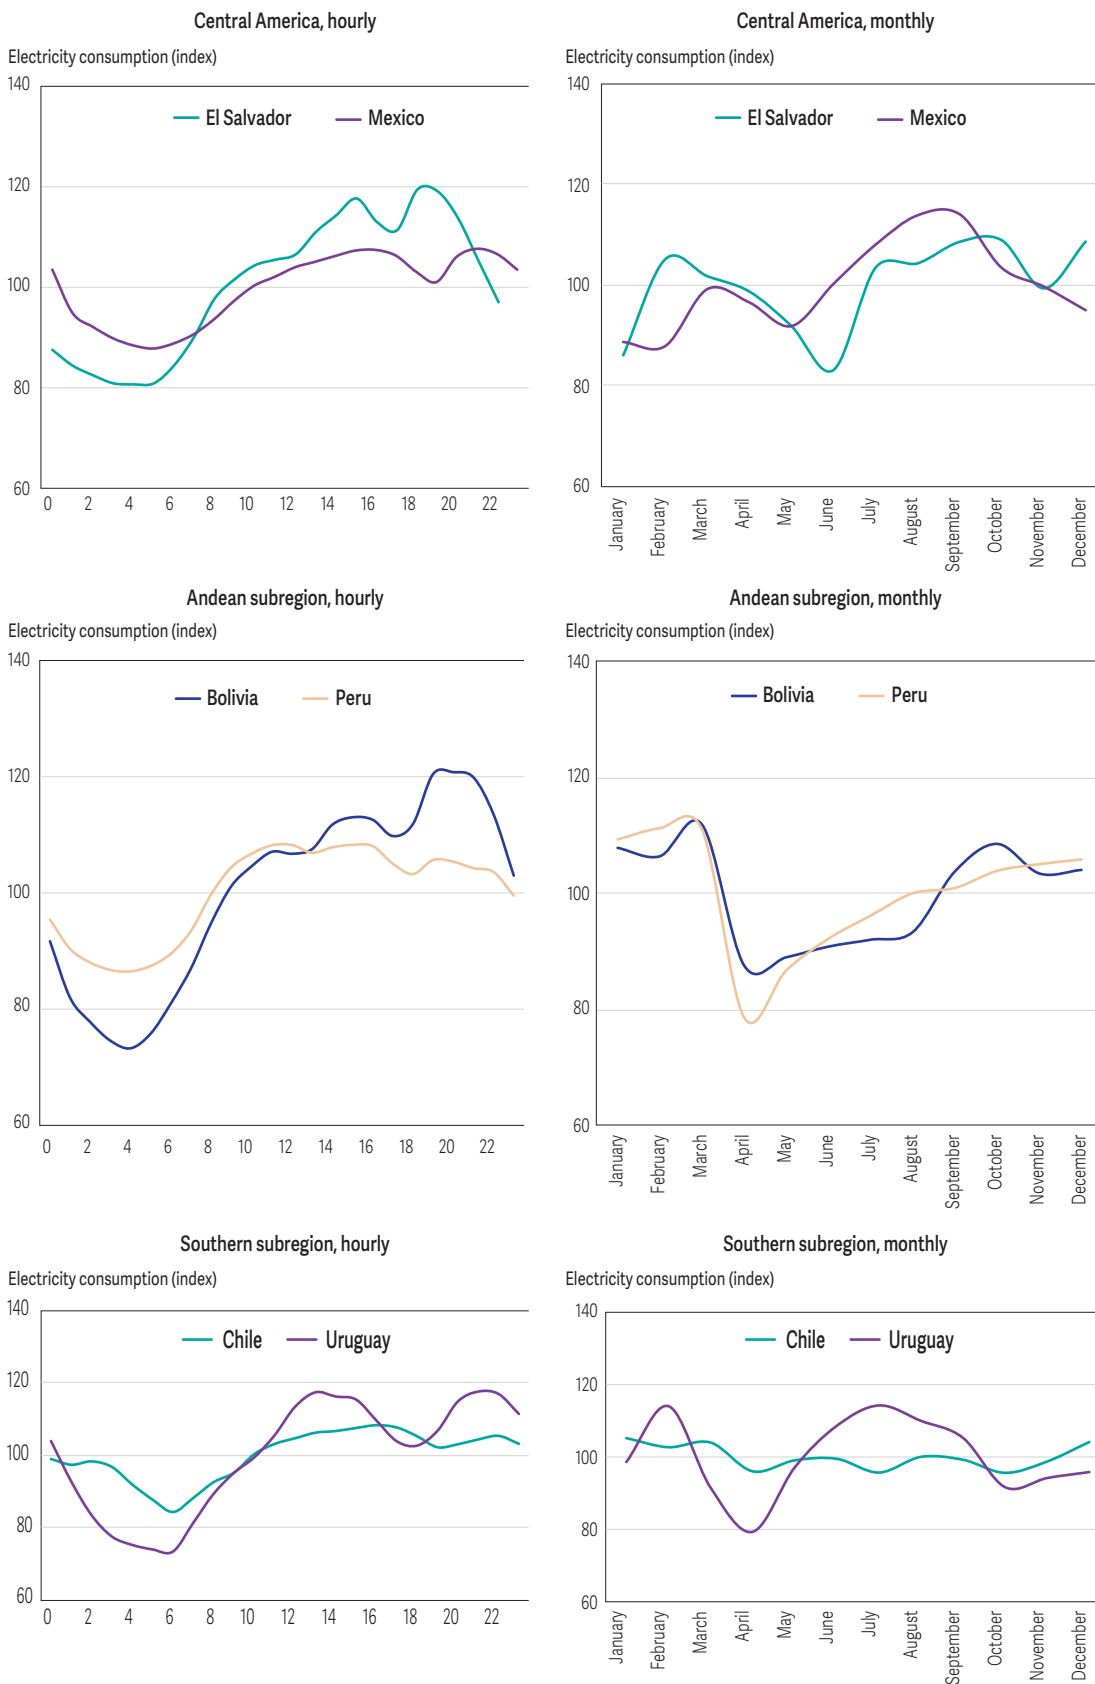 Central America, hourly
Electricity consumption (index)
140
El Salvador Mexico
120
100
80
60
0 2 4 6 8 10 12 14 16 18 20 22
Central America, monthly
Electricity consumption (index)
140
El Salvador Mexico
120
100
80
60
January February March April May June July August September October November December
Andean subregion, hourly
Electricity consumption (index)
140
Bolivia Peru
120
100
80
60
0 2 4 6 8 10 12 14 16 18 20 22
Andean subregion, monthly
Electricity consumption (index)
140
Bolivia Peru
120
100
80
60
January February March April May June July August September October November December
Southern subregion, hourly
Electricity consumption (index)
140
Chile Uruguay
120
100
80
60
0 2 4 6 8 10 12 14 16 18 20 22
Southern subregion, monthly
Electricity consumption (index)
140
Chile Uruguay
120
100
80
60
January February March April May June July August September October November December